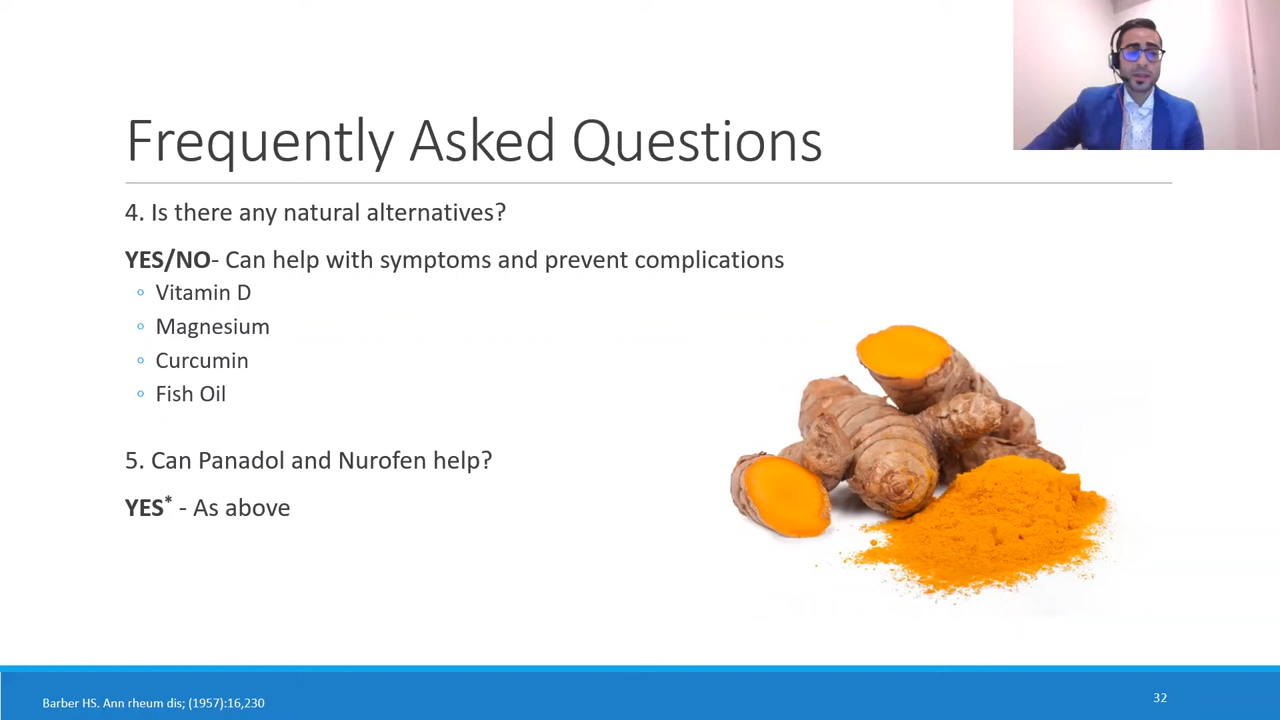 Frequently Asked Questions
4. Is there any natural alternatives?
YES/NO- Can help with symptoms and prevent complications
Vitamin D
Magnesium
Curcumin
Fish Oil
5. Can Panadol and Nurofen help?
YES* - As above
Barber HS. Ann rheum dis; (1957):16,230
32